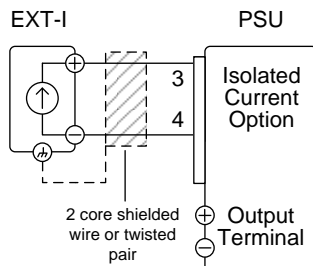 EXT-I
PSU
3
4
Isolated
Current
Option
2 core shielded
wire or twisted
pair
Output
Terminal